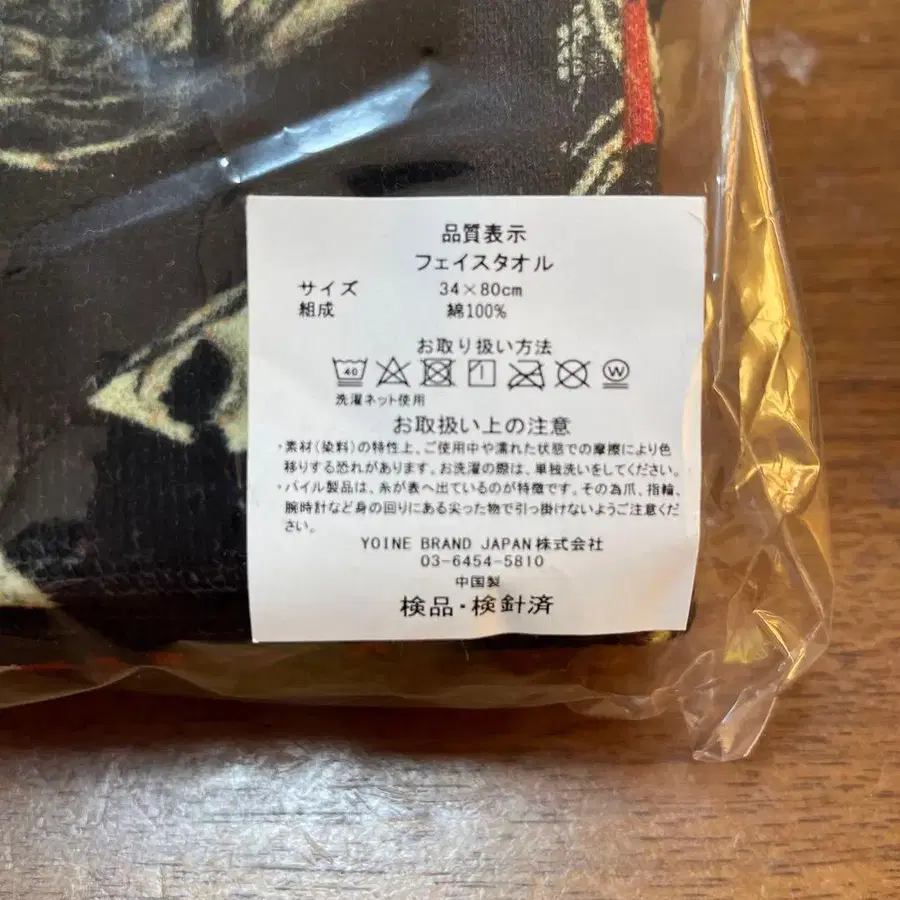 品質表示
フェイスタオル
サイズ 34×80cm
組成 綿100%
お取り扱い方法
40 W
洗濯ネット使用
お取扱い上の注意
・素材(染料)の特性上、ご使用中や濡れた状態での摩擦により色
移りする恐れがあります。お洗濯の際は、単独洗いをしてください。
・パイル製品は、糸が表へ出ているのが特徴です。その為爪、指輪、
腕時計など身の回りにある尖った物で引っ掛けないようご注意くだ
さい。
YOINE BRAND JAPAN株式会社
03-6454-5810
中国製
検品・検針済